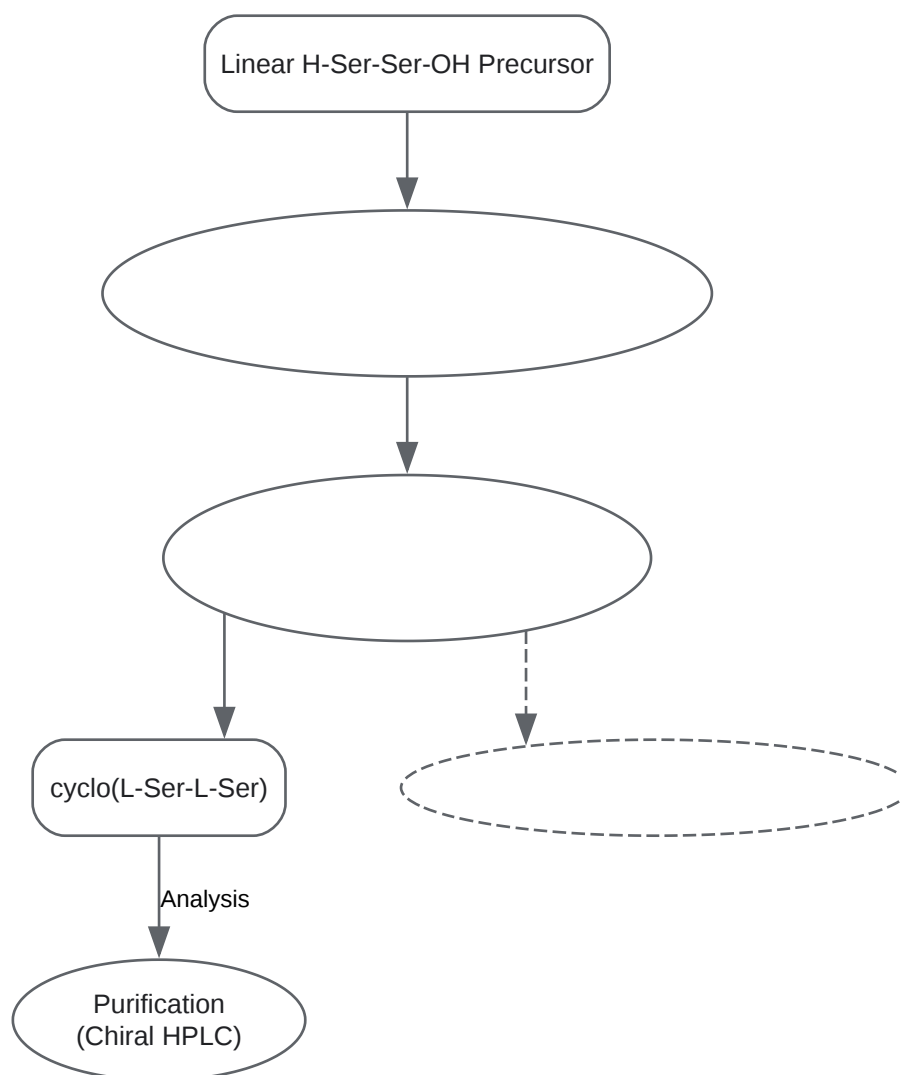 Linear H-Ser-Ser-OH Precursor
cyclo(L-Ser-L-Ser)
Analysis
Purification
(Chiral HPLC)